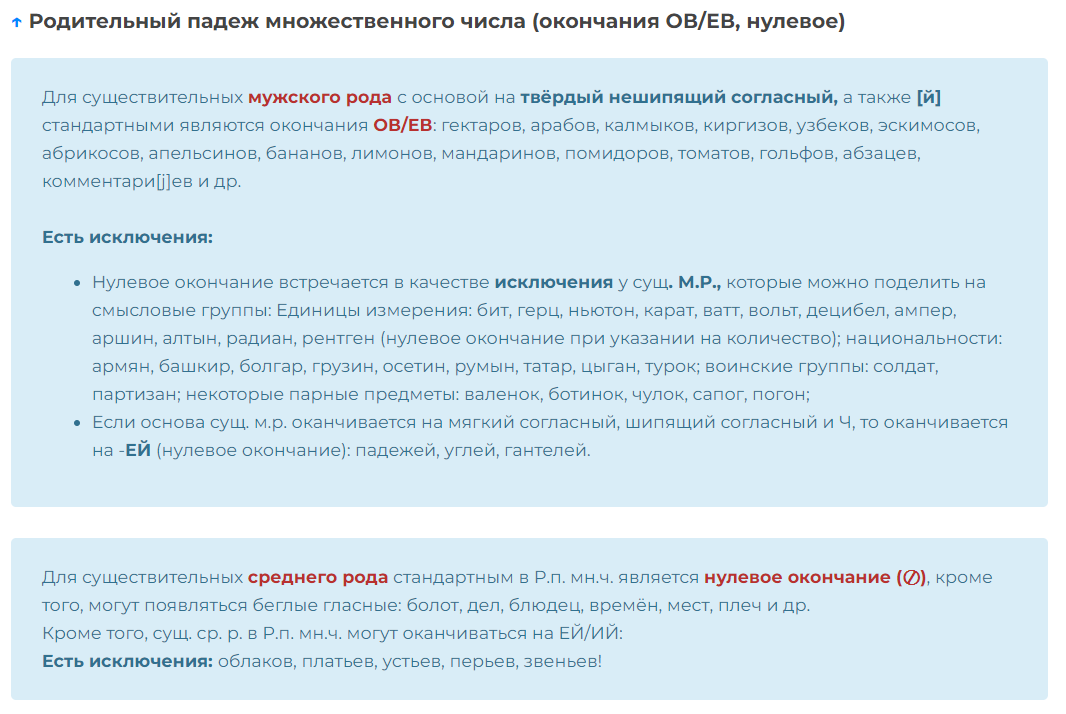 ↑ Родительный падеж множественного числа (окончания ОВ/ЕВ, нулевое)
Для существительных мужского рода с основой на твёрдый нешипящий согласный, а также [й]
стандартными являются окончания ОВ/ЕВ: гектаров, арабов, калмыков, киргизов, узбеков, эскимосов,
абрикосов, апельсинов, бананов, лимонов, мандаринов, помидоров, томатов, гольфов, абзацев,
комментари[j]ев и др.
Есть исключения:
• Нулевое окончание встречается в качестве исключения у сущ. М.Р., которые можно поделить на
смысловые группы: Единицы измерения: бит, герц, ньютон, карат, ватт, вольт, децибел, ампер,
аршин, алтын, радиан, рентген (нулевое окончание при указании на количество); национальности:
армян, башкир, болгар, грузин, осетин, румын, татар, цыган, турок; воинские группы: солдат,
партизан; некоторые парные предметы: валенок, ботинок, чулок, сапог, погон;
• Если основа сущ. м.р. оканчивается на мягкий согласный, шипящий согласный и Ч, то оканчивается
на -ЕЙ (нулевое окончание): падежей, углей, гантелей.
Для существительных среднего рода стандартным в Р.п. мн.ч. является нулевое окончание (∅), кроме
того, могут появляться беглые гласные: болот, дел, блюдец, времён, мест, плеч и др.
Кроме того, сущ. ср. р. в Р.п. мн.ч. могут оканчиваться на ЕЙ/ИЙ:
Есть исключения: облаков, платьев, устьев, перьев, звеньев!